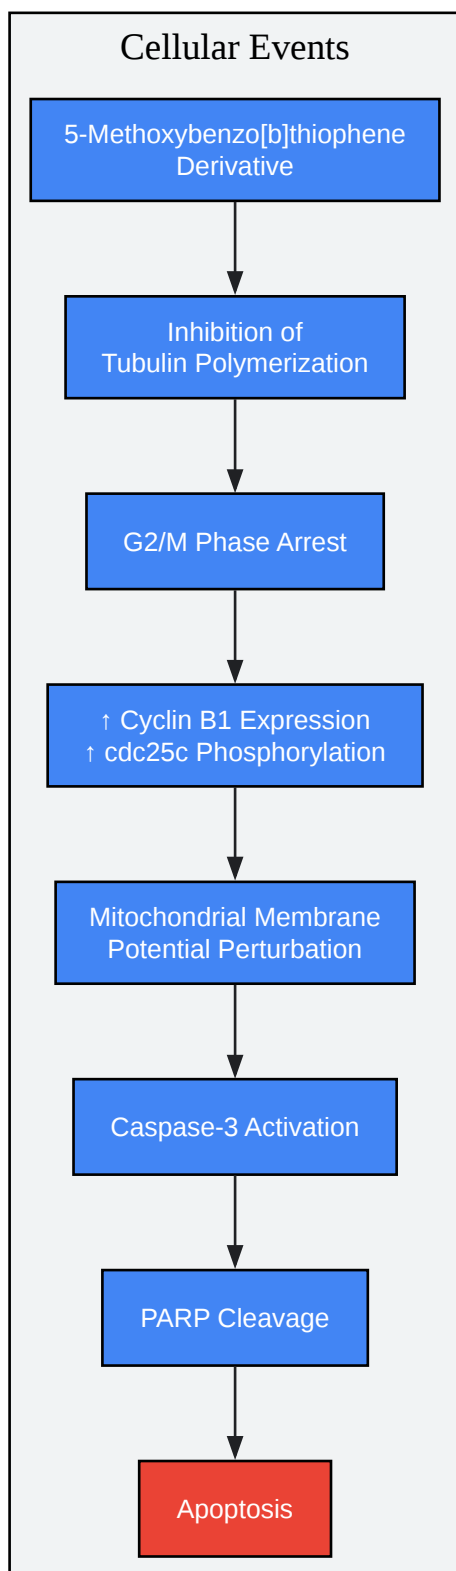 Cellular Events
5-Methoxybenzo[b]thiophene
Derivative
Inhibition of
Tubulin Polymerization
G2/M Phase Arrest
↑ Cyclin B1 Expression
↑ cdc25c Phosphorylation
Mitochondrial Membrane
Potential Perturbation
Caspase-3 Activation
PARP Cleavage
Apoptosis